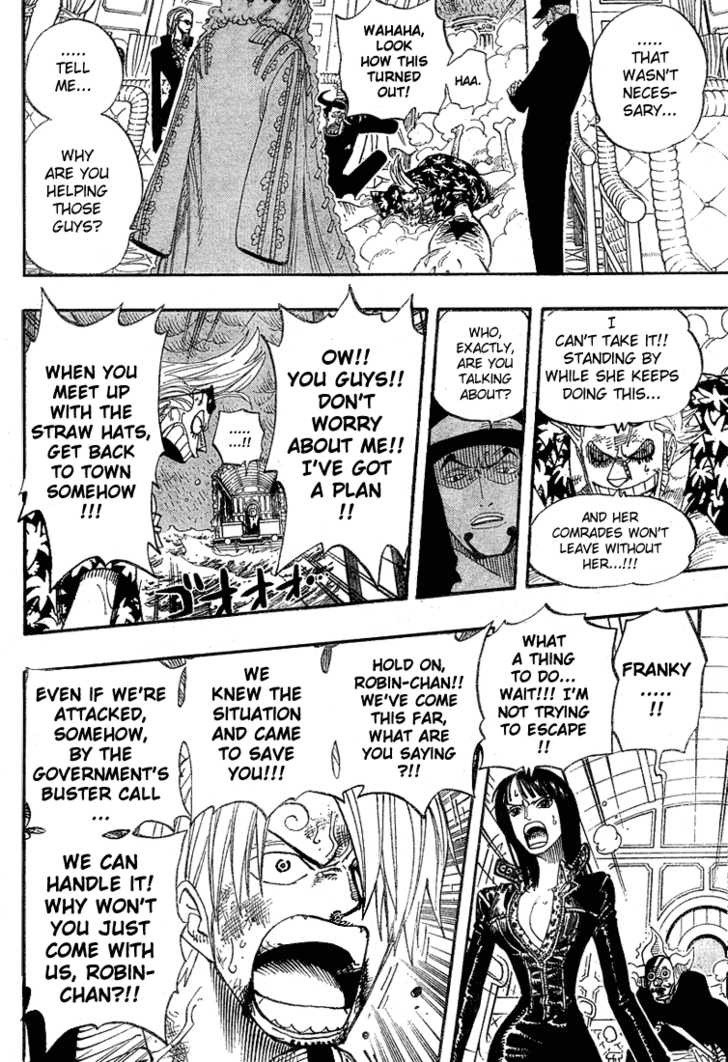 .....
THAT
WASN'T
NECES-
SARY...
WAHAHA,
LOOK
HOW THIS
TURNED
OUT!
HAA.
.....
TELL
ME...
WHY
ARE YOU
HELPING
THOSE
GUYS?
I
CAN'T TAKE IT!!
STANDING BY
WHILE SHE KEEPS
DOING THIS...
AND HER
COMRADES WON'T
LEAVE WITHOUT
HER...!!!
WHO,
EXACTLY,
ARE YOU
TALKING
ABOUT?
OW!!
YOU GUYS!!
DON'T
WORRY
ABOUT ME!!
I'VE GOT
A PLAN
!!
.....
...!!
WHEN YOU
MEET UP
WITH THE
STRAW HATS,
GET BACK
TO TOWN
SOMEHOW
!!!
ゴオオオ...
FRANKY
.....
!!
WHAT
A THING
TO DO...
WAIT!!! I'M
NOT TRYING
TO ESCAPE
!!
HOLD ON,
ROBIN-CHAN!!
WE'VE COME
THIS FAR,
WHAT ARE
YOU SAYING
?!!
WE
KNEW THE
SITUATION
AND CAME
TO SAVE
YOU!!!
EVEN IF WE'RE
ATTACKED,
SOMEHOW,
BY THE
GOVERNMENT'S
BUSTER CALL
...
WE CAN
HANDLE IT!
WHY WON'T
YOU JUST
COME WITH
US, ROBIN-
CHAN?!!